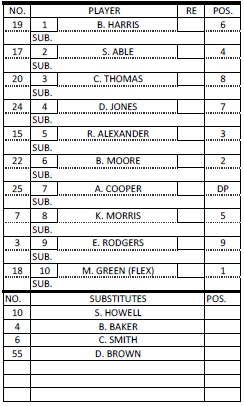 NO. PLAYER RE POS.
19 1 B. HARRIS 6
SUB.
17 2 S. ABLE 4
SUB.
20 3 C. THOMAS 8
SUB.
24 4 D. JONES 7
SUB.
15 5 R. ALEXANDER 3
SUB.
22 6 B. MOORE 2
SUB.
25 7 A. COOPER DP
SUB.
7 8 K. MORRIS 5
SUB.
3 9 E. RODGERS 9
SUB.
18 10 M. GREEN (FLEX) 1
SUB.
NO. SUBSTITUTES POS.
10 S. HOWELL
4 B. BAKER
6 C. SMITH
55 D. BROWN